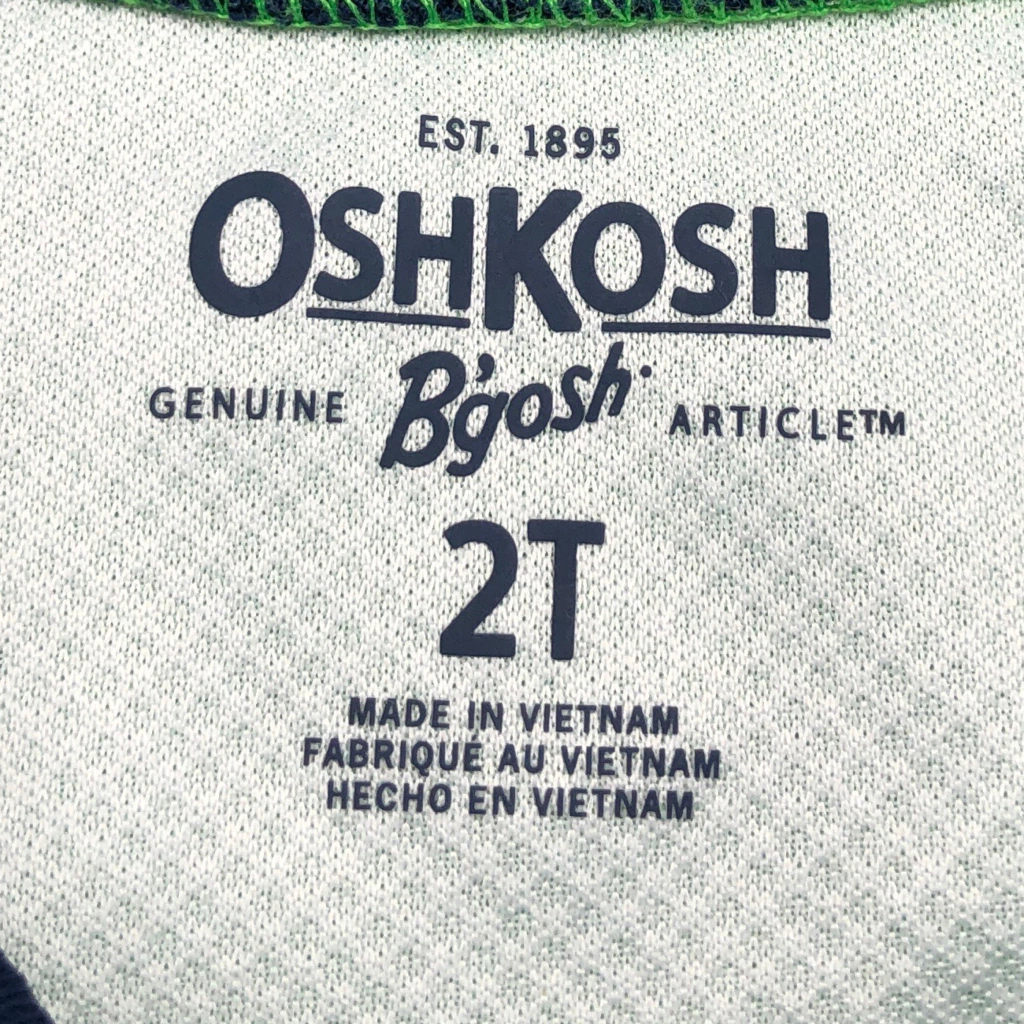 EST. 1895
OSHKOSH
GENUINE B'gosh ARTICLE™
2T
MADE IN VIETNAM
FABRIQUÉ AU VIETNAM
HECHO EN VIETNAM